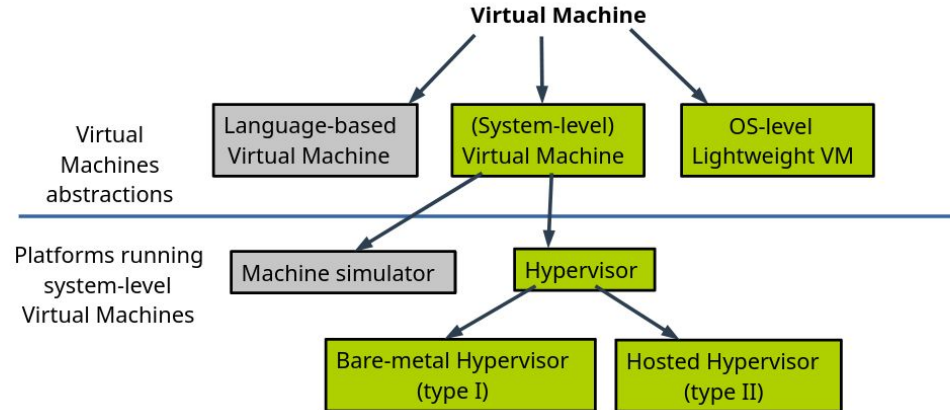 Virtual Machine
Virtual
Machines
abstractions
Language-based
Virtual Machine
(System-level)
Virtual Machine
OS-level
Lightweight VM
Platforms running
system-level
Virtual Machines
Machine simulator
Hypervisor
Bare-metal Hypervisor
(type I)
Hosted Hypervisor
(type II)